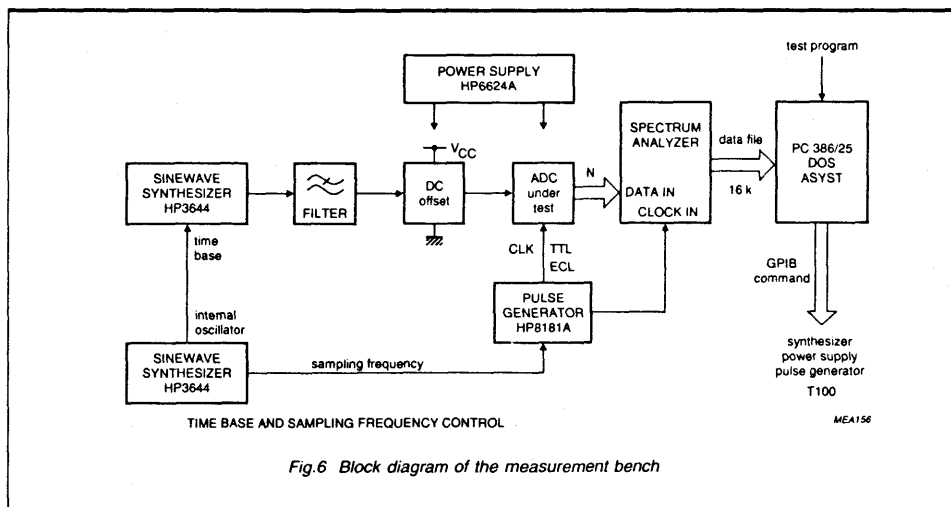 test program
POWER SUPPLY
HP6624A
VCC
SINEWAVE
SYNTHESIZER
HP3644
FILTER
DC
offset
ADC
under
test
N
SPECTRUM
ANALYZER
DATA IN
CLOCK IN
data file
16 k
PC 386/25
DOS
ASYST
time
base
CLK
TTL
ECL
GPIB
command
internal
oscillator
PULSE
GENERATOR
HP8181A
SINEWAVE
SYNTHESIZER
HP3644
sampling frequency
synthesizer
power supply
pulse generator
T100
TIME BASE AND SAMPLING FREQUENCY CONTROL
MEA156
Fig.6 Block diagram of the measurement bench